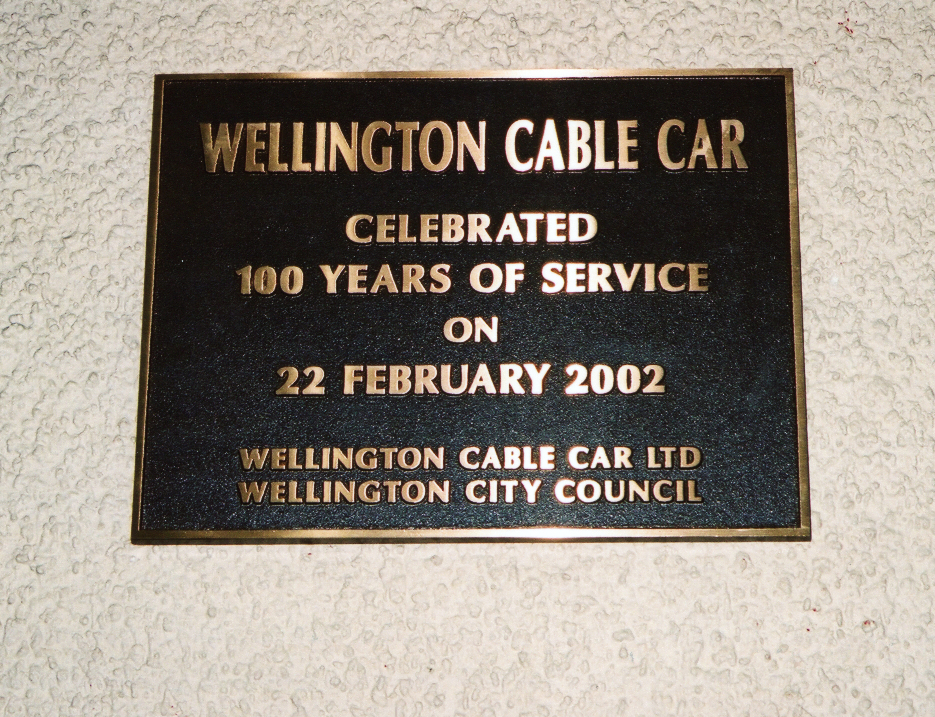 WELLINGTON CABLE CAR
CELEBRATED
100 YEARS OF SERVICE
ON
22 FEBRUARY 2002
WELLINGTON CABLE CAR LTD
WELLINGTON CITY COUNCIL